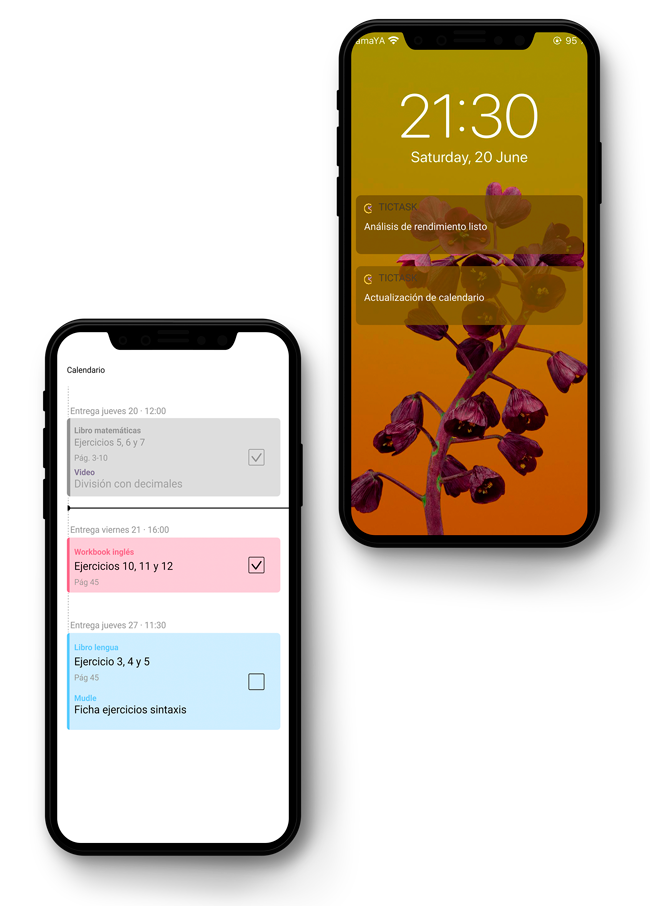 amaYA
95
21:30
Saturday, 20 June
TICTASK
Análisis de rendimiento listo
TICTASK
Actualización de calendario
Calendario
Entrega jueves 20 · 12:00
Libro matemáticas
Ejercicios 5, 6 y 7
Pág. 3-10
Video
División con decimales
Entrega viernes 21 · 16:00
Workbook inglés
Ejercicios 10, 11 y 12
Pág 45
Entrega jueves 27 · 11:30
Libro lengua
Ejercicio 3, 4 y 5
Pág 45
Mudle
Ficha ejercicios sintaxis